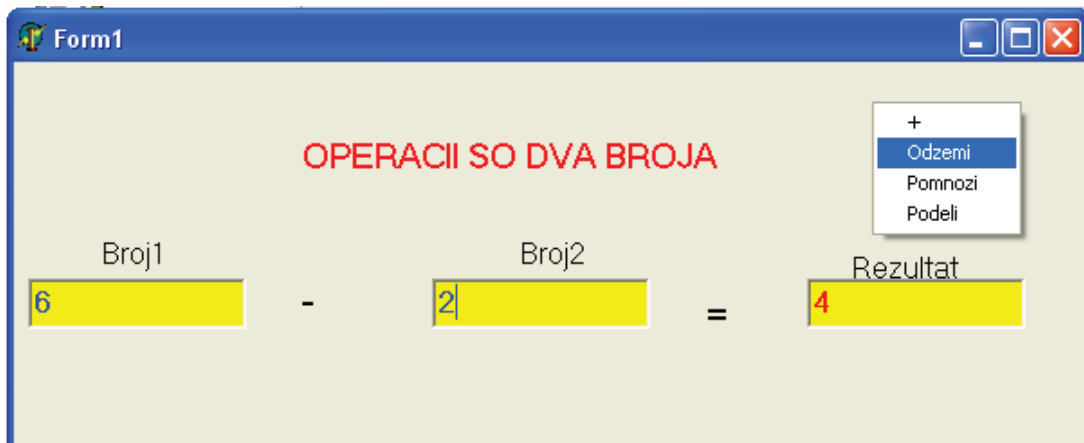 Form1
+
Odzemi
Pomnozi
Podeli
OPERACII SO DVA BROJA
Broj1
Broj2
Rezultat
6 - 2 = 4